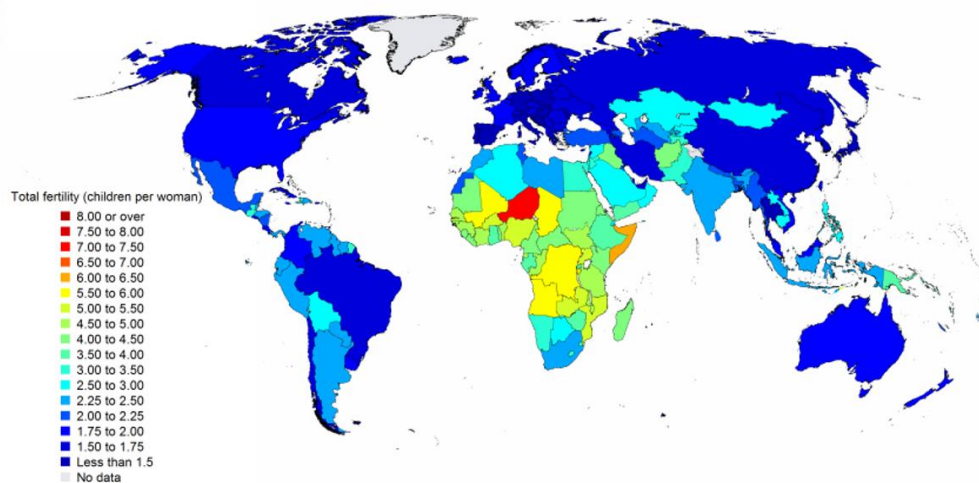 Total fertility (children per woman)
8.00 or over
7.50 to 8.00
7.00 to 7.50
6.50 to 7.00
6.00 to 6.50
5.50 to 6.00
5.00 to 5.50
4.50 to 5.00
4.00 to 4.50
3.50 to 4.00
3.00 to 3.50
2.50 to 3.00
2.25 to 2.50
2.00 to 2.25
1.75 to 2.00
1.50 to 1.75
Less than 1.5
No data